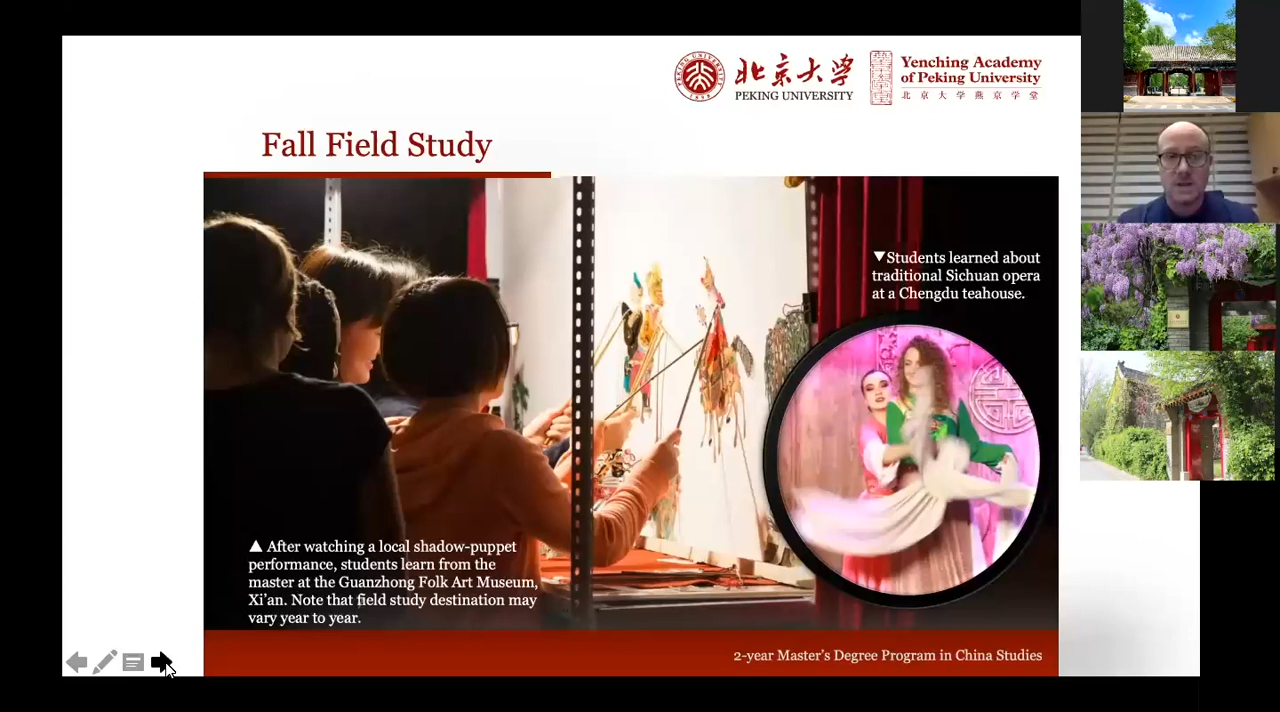 北京大学
PEKING UNIVERSITY
Yenching Academy
of Peking University
北京大学燕京学堂
PEKING UNIVERSITY
1898
Fall Field Study
▼Students learned about
traditional Sichuan opera
at a Chengdu teahouse.
▲ After watching a local shadow-puppet
performance, students learn from the
master at the Guanzhong Folk Art Museum,
Xi’an. Note that field study destination may
vary year to year.
2-year Master’s Degree Program in China Studies